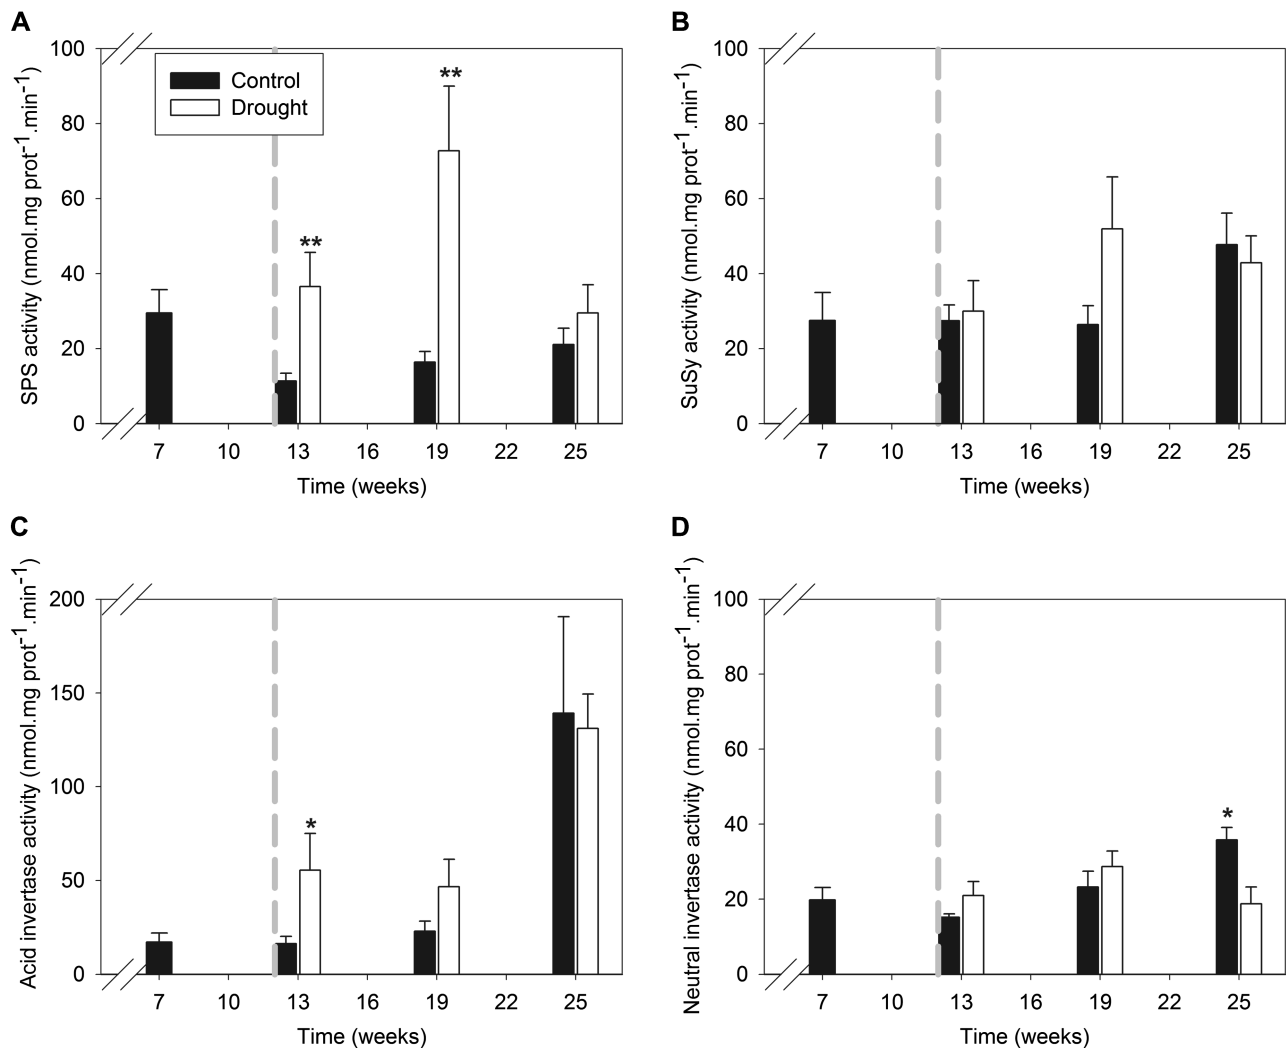 A
SPS activity (nmol.mg prot-1.min-1)
100
80
60
40
20
0
Control
Drought
**
**
7 10 13 16 19 22 25
Time (weeks)
B
SuSy activity (nmol.mg prot-1.min-1)
100
80
60
40
20
0
7 10 13 16 19 22 25
Time (weeks)
C
Acid invertase activity (nmol.mg prot-1.min-1)
200
150
100
50
0
*
7 10 13 16 19 22 25
Time (weeks)
D
Neutral invertase activity (nmol.mg prot-1.min-1)
100
80
60
40
20
0
*
7 10 13 16 19 22 25
Time (weeks)